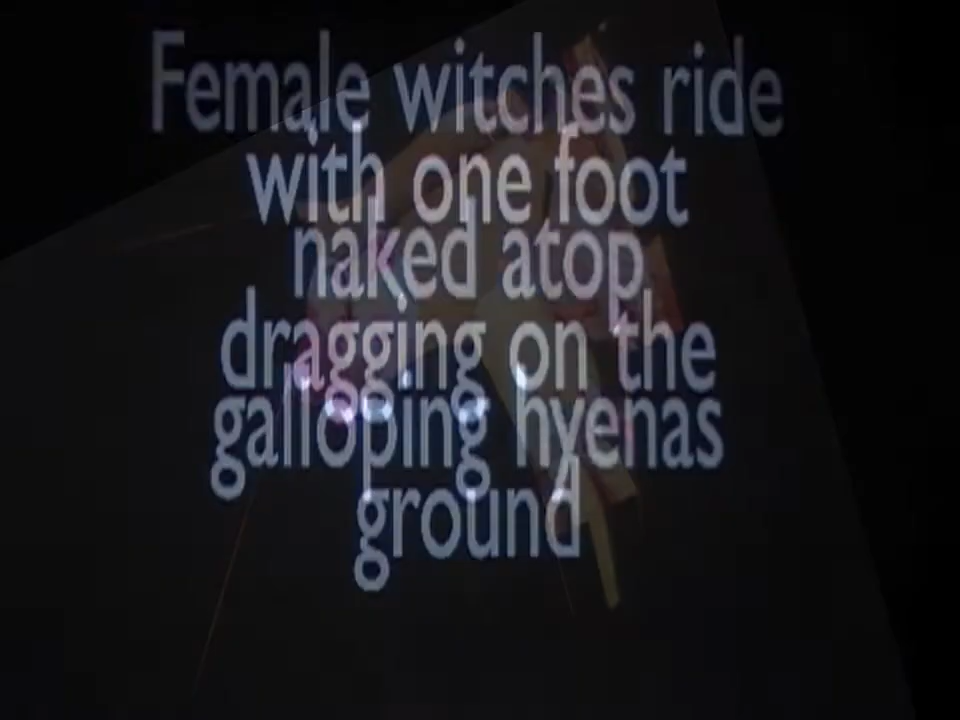 Female witches ride
with one foot
naked atop
dragging on the
galloping hyenas
ground